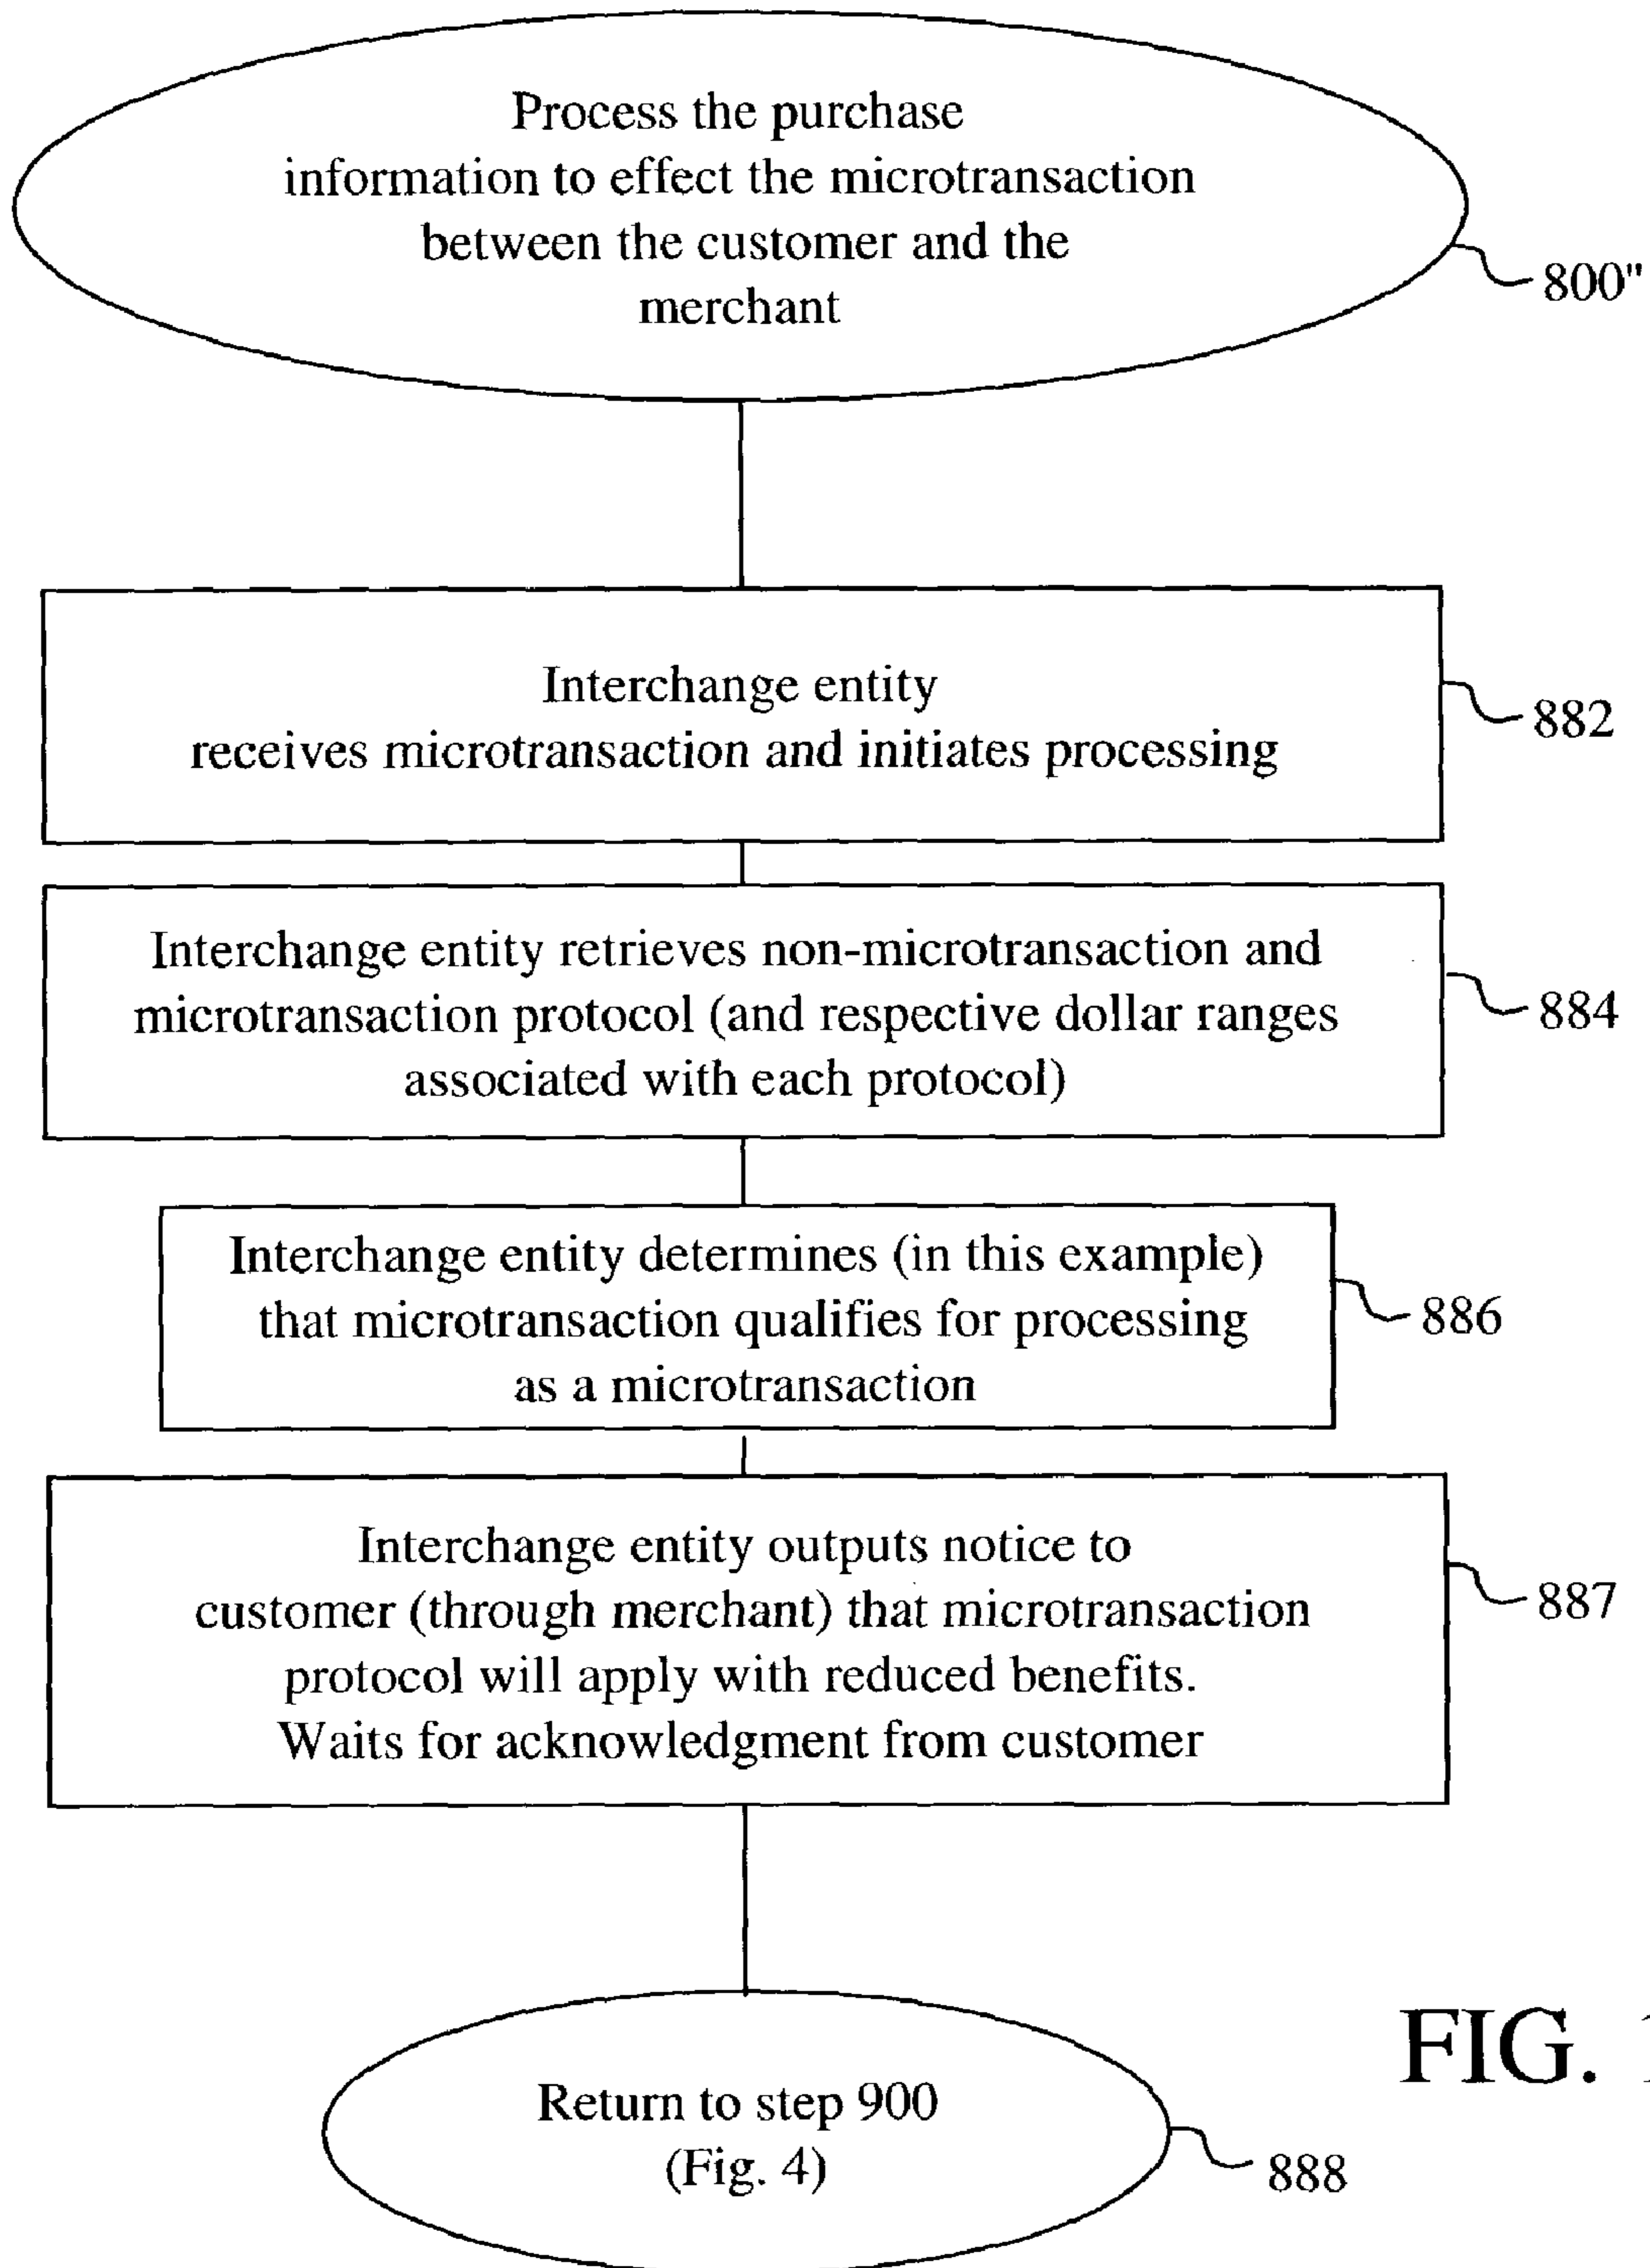 Process the purchase
information to effect the microtransaction
between the customer and the
merchant
800"
Interchange entity
receives microtransaction and initiates processing
882
Interchange entity retrieves non-microtransaction and
microtransaction protocol (and respective dollar ranges
associated with each protocol)
884
Interchange entity determines (in this example)
that microtransaction qualifies for processing
as a microtransaction
886
Interchange entity outputs notice to
customer (through merchant) that microtransaction
protocol will apply with reduced benefits.
Waits for acknowledgment from customer
887
Return to step 900
(Fig. 4)
888
FIG.